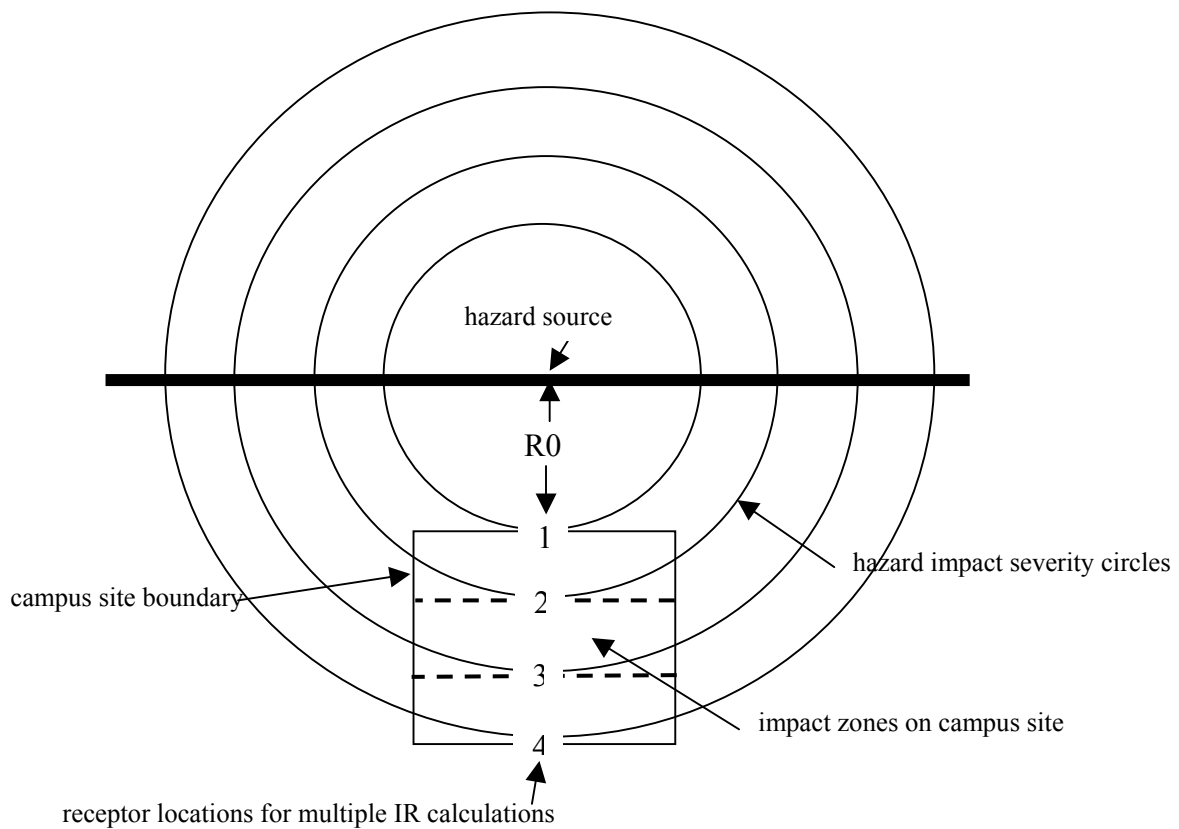 hazard source
R0
1
hazard impact severity circles
campus site boundary
2
3
impact zones on campus site
4
receptor locations for multiple IR calculations